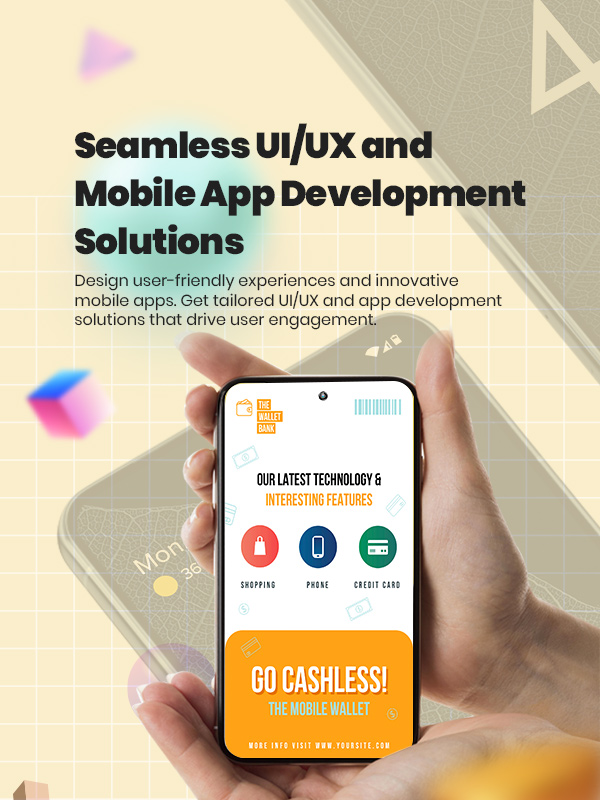 Seamless UI/UX and
Mobile App Development
Solutions
Design user-friendly experiences and innovative
mobile apps. Get tailored UI/UX and app development
solutions that drive user engagement.
THE
WALLET
BANK
OUR LATEST TECHNOLOGY &
INTERESTING FEATURES
SHOPPING PHONE CREDIT CARD
Mon
36
GO CASHLESS!
THE MOBILE WALLET
MORE INFO VISIT WWW.YOURSITE.COM
4